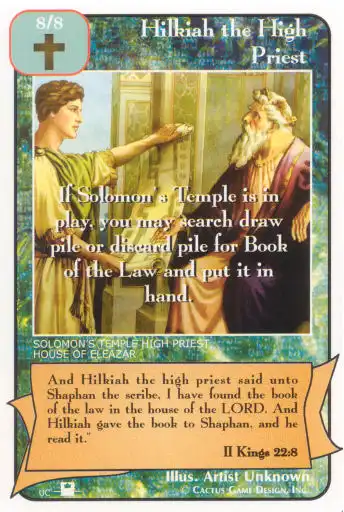 8/8
Hilkiah the High
Priest
If Solomon's Temple is in
play, you may search draw
pile or discard pile for Book
of the Law and put it in
hand.
SOLOMON'S TEMPLE HIGH PRIEST
HOUSE OF ELEAZAR
And Hilkiah the high priest said unto
Shaphan the scribe, I have found the book
of the law in the house of the LORD. And
Hilkiah gave the book to Shaphan, and he
read it."
II Kings 22:8
Illus. Artist Unknown
UC
© CACTUS GAME DESIGN, INC.